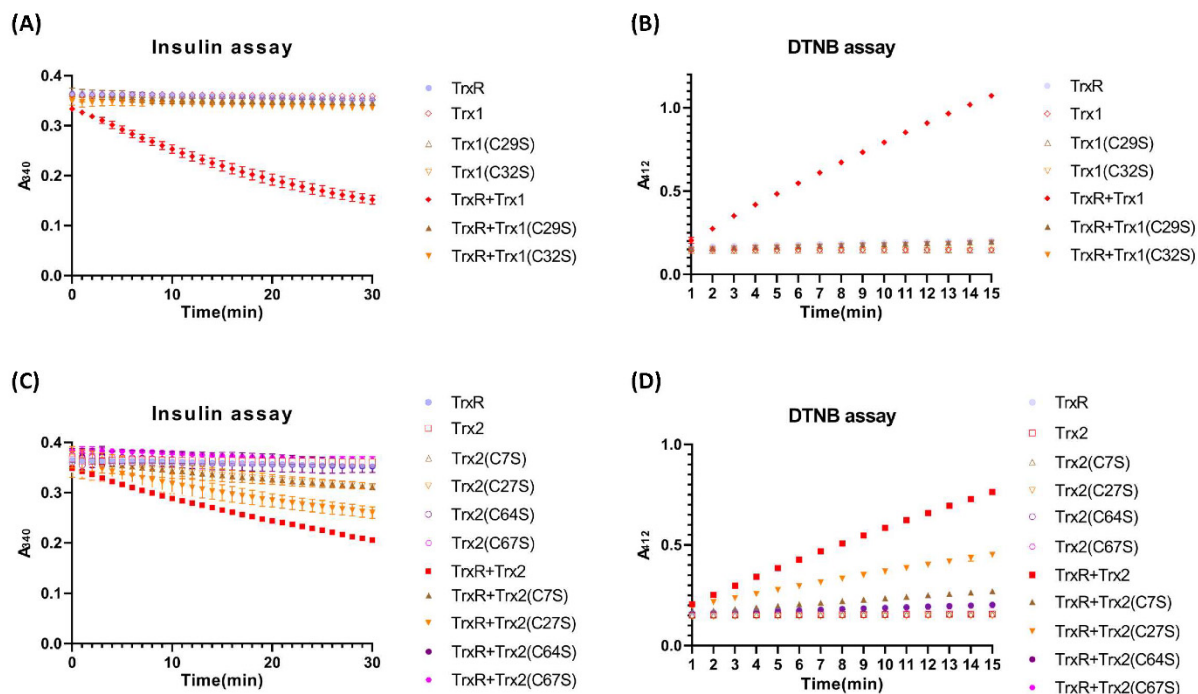 (A)
Insulin assay
0.4
0.3
0.2
0.1
0.0
A340
0
10
20
30
Time(min)
TrxR
Trx1
Trx1(C29S)
Trx1(C32S)
TrxR+Trx1
TrxR+Trx1(C29S)
TrxR+Trx1(C32S)
(B)
DTNB assay
1.0
0.5
0.0
A412
1 2 3 4 5 6 7 8 9 10 11 12 13 14 15
Time(min)
TrxR
Trx1
Trx1(C29S)
Trx1(C32S)
TrxR+Trx1
TrxR+Trx1(C29S)
TrxR+Trx1(C32S)
(C)
Insulin assay
0.4
0.3
0.2
0.1
0.0
A340
0
10
20
30
Time(min)
TrxR
Trx2
Trx2(C7S)
Trx2(C27S)
Trx2(C64S)
Trx2(C67S)
TrxR+Trx2
TrxR+Trx2(C7S)
TrxR+Trx2(C27S)
TrxR+Trx2(C64S)
TrxR+Trx2(C67S)
(D)
DTNB assay
1.0
0.5
0.0
A412
1 2 3 4 5 6 7 8 9 10 11 12 13 14 15
Time(min)
TrxR
Trx2
Trx2(C7S)
Trx2(C27S)
Trx2(C64S)
Trx2(C67S)
TrxR+Trx2
TrxR+Trx2(C7S)
TrxR+Trx2(C27S)
TrxR+Trx2(C64S)
TrxR+Trx2(C67S)